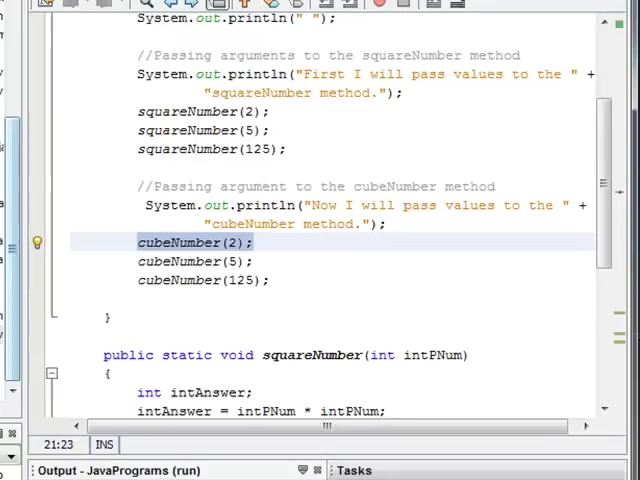 System.out.println(" ");
//Passing arguments to the squareNumber method
System.out.println("First I will pass values to the " +
"squareNumber method.");
squareNumber(2);
squareNumber(5);
squareNumber(125);
//Passing argument to the cubeNumber method
System.out.println("Now I will pass values to the " +
"cubeNumber method.");
cubeNumber(2);
cubeNumber(5);
cubeNumber(125);
}
public static void squareNumber(int intPNum)
{
int intAnswer;
intAnswer = intPNum * intPNum;
21:23 INS
Output - JavaPrograms (run) Tasks